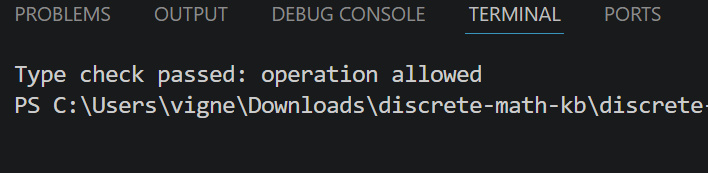 PROBLEMS OUTPUT DEBUG CONSOLE TERMINAL PORTS
Type check passed: operation allowed
PS C:\Users\vigne\Downloads\discrete-math-kb\discrete-